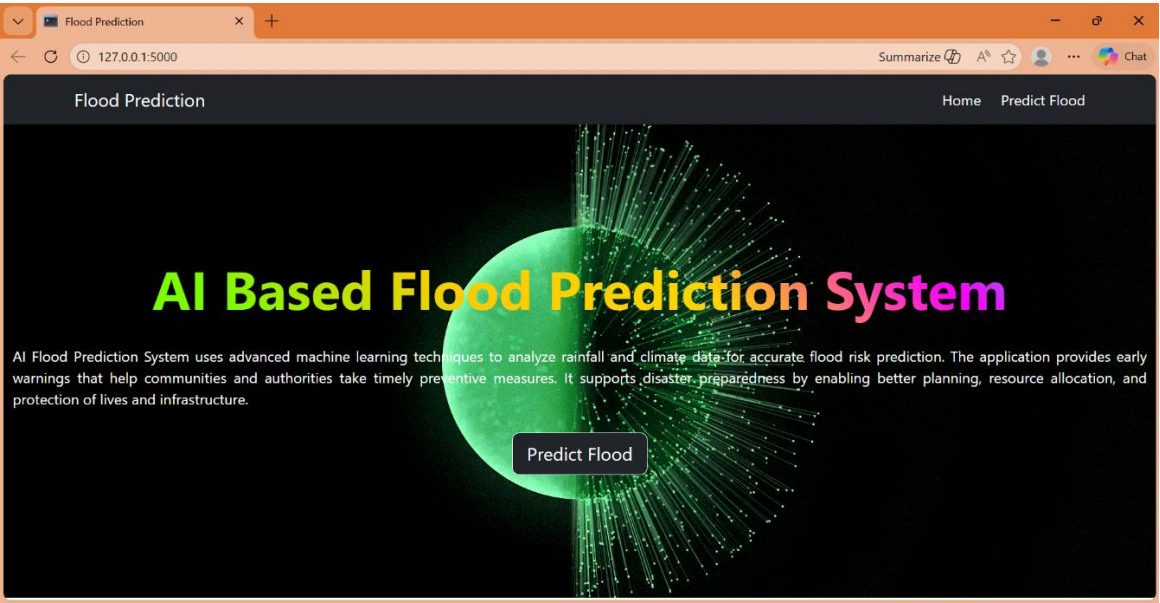 Flood Prediction
127.0.0.1:5000
Summarize
A
Chat
Flood Prediction
Home Predict Flood
AI Based Flood Prediction System
AI Flood Prediction System uses advanced machine learning techniques to analyze rainfall and climate data for accurate flood risk prediction. The application provides early
warnings that help communities and authorities take timely preventive measures. It supports disaster preparedness by enabling better planning, resource allocation, and
protection of lives and infrastructure.
Predict Flood